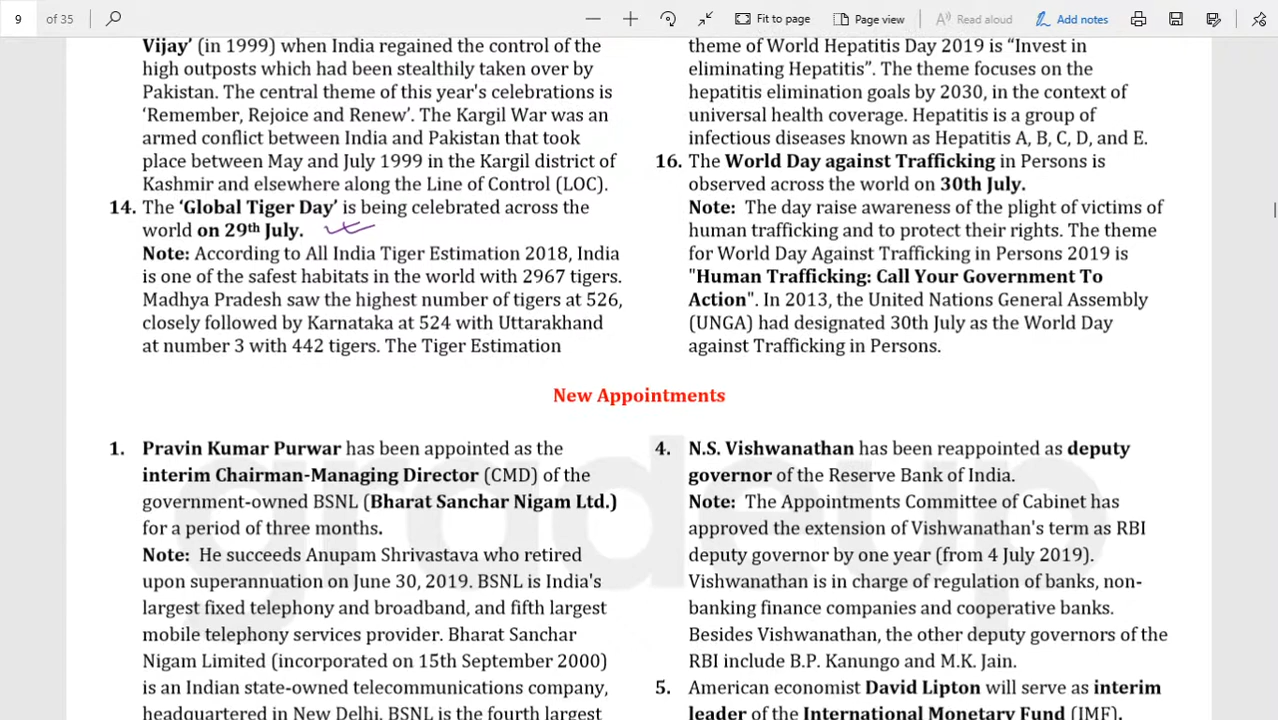 9 of 35 Fit to page Page view Read aloud Add notes
Vijay’ (in 1999) when India regained the control of the
high outposts which had been stealthily taken over by
Pakistan. The central theme of this year's celebrations is
‘Remember, Rejoice and Renew’. The Kargil War was an
armed conflict between India and Pakistan that took
place between May and July 1999 in the Kargil district of
Kashmir and elsewhere along the Line of Control (LOC).
14. The ‘Global Tiger Day’ is being celebrated across the
world on 29th July.
Note: According to All India Tiger Estimation 2018, India
is one of the safest habitats in the world with 2967 tigers.
Madhya Pradesh saw the highest number of tigers at 526,
closely followed by Karnataka at 524 with Uttarakhand
at number 3 with 442 tigers. The Tiger Estimation
theme of World Hepatitis Day 2019 is “Invest in
eliminating Hepatitis”. The theme focuses on the
hepatitis elimination goals by 2030, in the context of
universal health coverage. Hepatitis is a group of
infectious diseases known as Hepatitis A, B, C, D, and E.
16. The World Day against Trafficking in Persons is
observed across the world on 30th July.
Note: The day raise awareness of the plight of victims of
human trafficking and to protect their rights. The theme
for World Day Against Trafficking in Persons 2019 is
"Human Trafficking: Call Your Government To
Action". In 2013, the United Nations General Assembly
(UNGA) had designated 30th July as the World Day
against Trafficking in Persons.
New Appointments
1. Pravin Kumar Purwar has been appointed as the
interim Chairman-Managing Director (CMD) of the
government-owned BSNL (Bharat Sanchar Nigam Ltd.)
for a period of three months.
Note: He succeeds Anupam Shrivastava who retired
upon superannuation on June 30, 2019. BSNL is India's
largest fixed telephony and broadband, and fifth largest
mobile telephony services provider. Bharat Sanchar
Nigam Limited (incorporated on 15th September 2000)
is an Indian state-owned telecommunications company,
headquartered in New Delhi. BSNL is the fourth largest
4. N.S. Vishwanathan has been reappointed as deputy
governor of the Reserve Bank of India.
Note: The Appointments Committee of Cabinet has
approved the extension of Vishwanathan's term as RBI
deputy governor by one year (from 4 July 2019).
Vishwanathan is in charge of regulation of banks, non-
banking finance companies and cooperative banks.
Besides Vishwanathan, the other deputy governors of the
RBI include B.P. Kanungo and M.K. Jain.
5. American economist David Lipton will serve as interim
leader of the International Monetary Fund (IMF).
gradeup